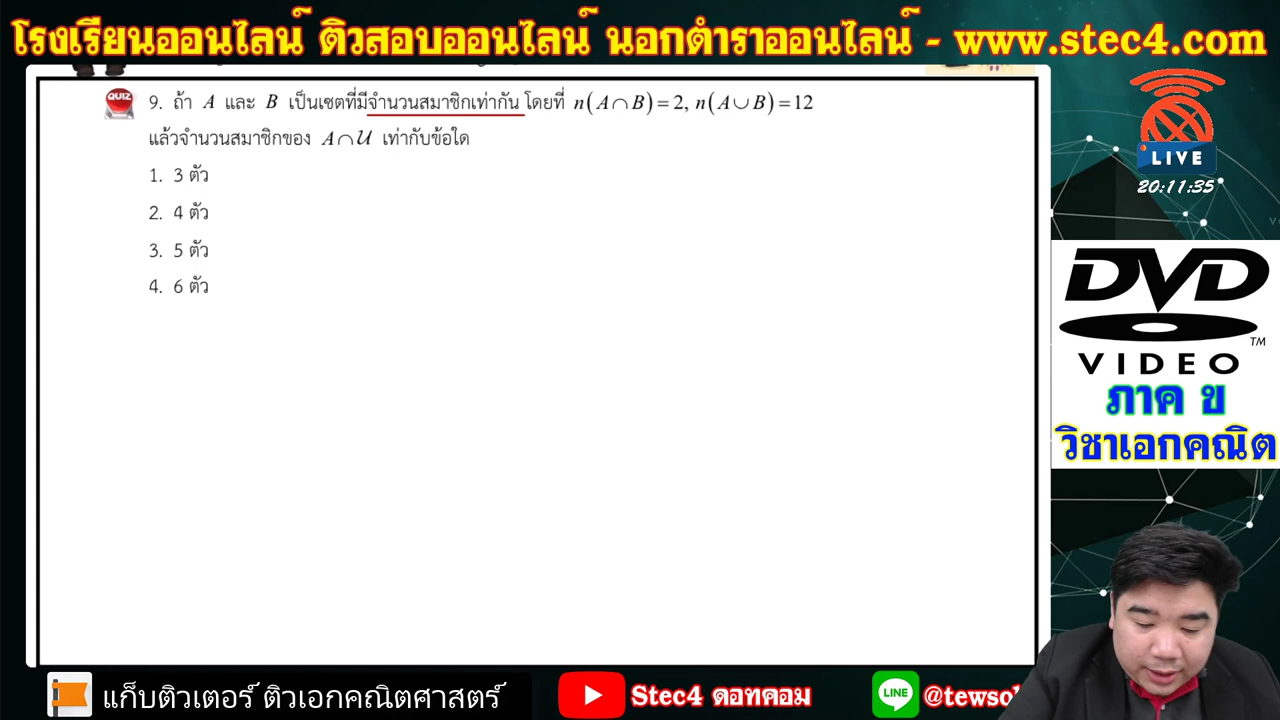 โรงเรียนออนไลน์ ติวสอบออนไลน์ นอกตำราออนไลน์ - www.stec4.com
QUIZ
9. ถ้า A และ B เป็นเซตที่มีจำนวนสมาชิกเท่ากัน โดยที่ n(A∩B)=2, n(A∪B)=12
แล้วจำนวนสมาชิกของ A∩𝒰 เท่ากับข้อใด
1. 3 ตัว
2. 4 ตัว
3. 5 ตัว
4. 6 ตัว
LIVE
20:11:35
DVD
TM
VIDEO
ภาค ข
วิชาเอกคณิต
แก็บติวเตอร์ ติวเอกคณิตศาสตร์
Stec4 ดอทคอม
LINE